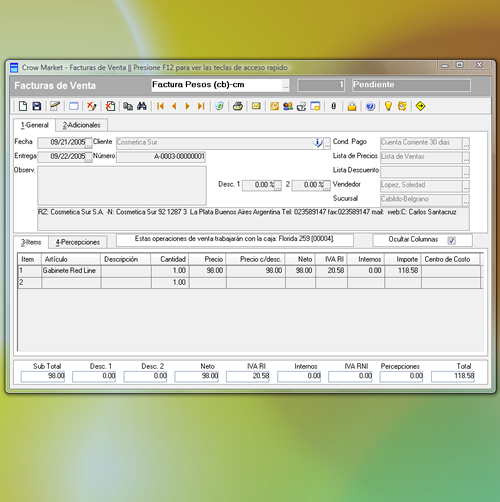 Crow Market - Facturas de Venta || Presione F12 para ver las teclas de acceso rapido
Facturas de Venta Factura Pesos (cb)-cm ... 1 Pendiente
1-General 2-Adicionales
Fecha 09/21/2005 ... Cliente Cosmetica Sur ... Cond. Pago Cuenta Corriente 30 dias ...
Entrega 09/22/2005 ... Número A-0003-00000001 Lista de Precios Lista de Ventas ...
Observ. Lista Descuento ...
Desc. 1 0.00 % ... 2 0.00 % ... Vendedor Lopez, Soledad ...
Sucursal Cabildo-Belgrano ...
RZ: Cosmetica Sur S.A. -N: Cosmetica Sur 92 1287 3 La Plata Buenos Aires Argentina Tel: 023589147 fax:023589147 mail: web:C: Carlos Santacruz
3-Items 4-Percepciones Estas operaciones de venta trabajarán con la caja: Florida 259 [00004]. Ocultar Columnas
Item Artículo Descripción Cantidad Precio Precio c/desc. Neto IVA RI Internos Importe Centro de Costo
1 Gabinete Red Line 1.00 98.00 98.00 98.00 20.58 0.00 118.58
2 1.00
Sub Total Desc. 1 Desc. 2 Neto IVA RI Internos IVA RNI Percepciones Total
98.00 0.00 0.00 98.00 20.58 0.00 0.00 0.00 118.58